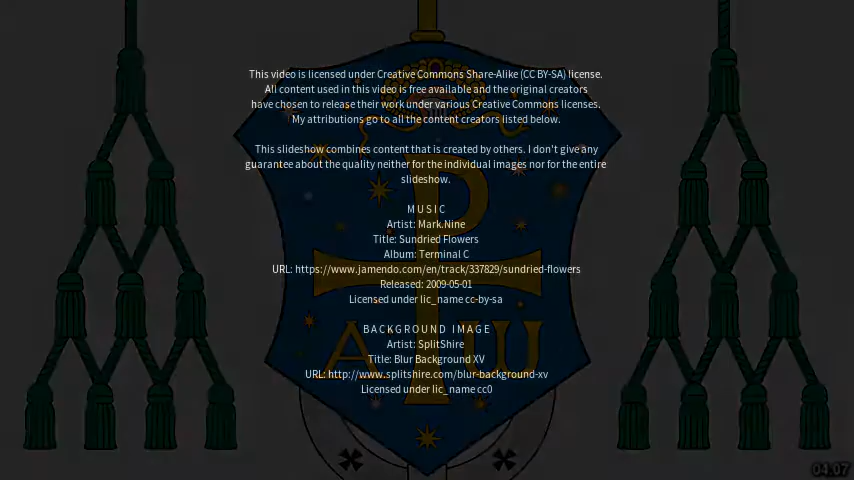 This video is licensed under Creative Commons Share-Alike (CC BY-SA) license.
All content used in this video is free available and the original creators
have chosen to release their work under various Creative Commons licenses.
My attributions go to all the content creators listed below.
This slideshow combines content that is created by others. I don't give any
guarantee about the quality neither for the individual images nor for the entire
slideshow.
MUSIC
Artist: Mark.Nine
Title: Sundried Flowers
Album: Terminal C
URL: https://www.jamendo.com/en/track/337829/sundried-flowers
Released: 2009-05-01
Licensed under lic_name cc-by-sa
BACKGROUND IMAGE
Artist: SplitShire
Title: Blur Background XV
URL: http://www.splitshire.com/blur-background-xv
Licensed under lic_name cc0
P
A W
04:07